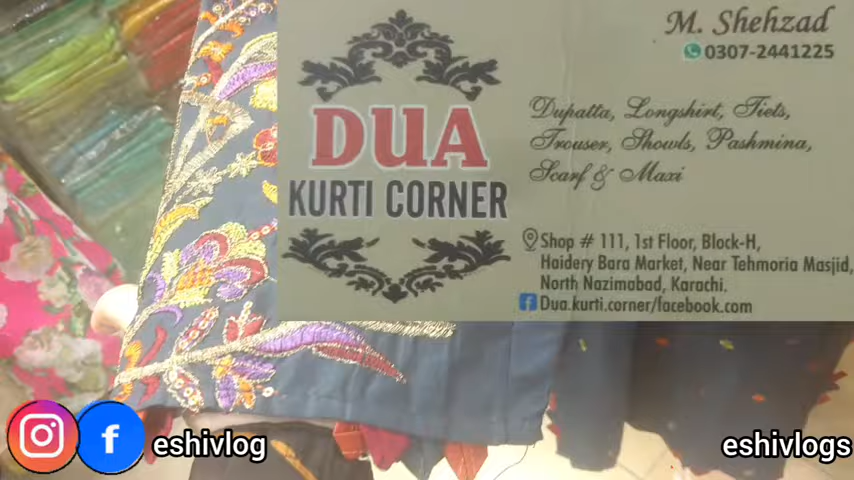 M. Shehzad
0307-2441225
DUA
KURTI CORNER
Dupatta, Longshirt, Tiets,
Trouser, Showls, Pashmina,
Scarf & Maxi
Shop # 111, 1st Floor, Block-H,
Haidery Bara Market, Near Tehmoria Masjid,
North Nazimabad, Karachi.
f Dua.kurti.corner/facebook.com
f eshivlog
eshivlogs